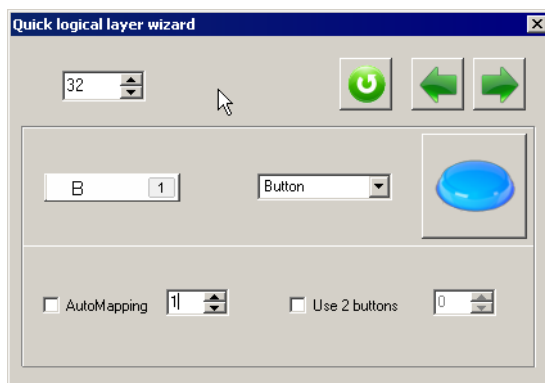 Quick logical layer wizard
32
B 1 Button
AutoMapping 1 Use 2 buttons 0